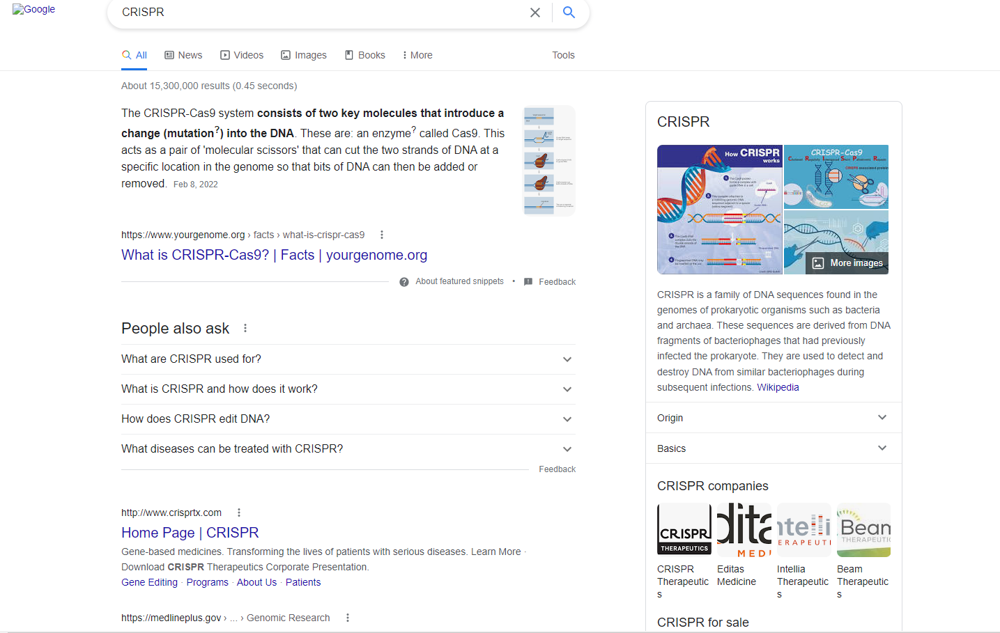 Google
CRISPR
All
News
Videos
Images
Books
More
Tools
About 15,300,000 results (0.45 seconds)
The CRISPR-Cas9 system consists of two key molecules that introduce a
change (mutation?) into the DNA. These are: an enzyme? called Cas9. This
acts as a pair of 'molecular scissors' that can cut the two strands of DNA at a
specific location in the genome so that bits of DNA can then be added or
removed. Feb 8, 2022
https://www.yourgenome.org › facts › what-is-crispr-cas9
What is CRISPR-Cas9? | Facts | yourgenome.org
About featured snippets • Feedback
People also ask
What are CRISPR used for?
What is CRISPR and how does it work?
How does CRISPR edit DNA?
What diseases can be treated with CRISPR?
Feedback
http://www.crisprtx.com
Home Page | CRISPR
Gene-based medicines. Transforming the lives of patients with serious diseases. Learn More ·
Download CRISPR Therapeutics Corporate Presentation.
Gene Editing · Programs · About Us · Patients
https://medlineplus.gov › ... › Genomic Research
CRISPR
How CRISPR
works
CRISPR-Cas9
Clustered Regularly Interspaced Short Palindromic Repeats
CRISPR associated protein
More images
CRISPR is a family of DNA sequences found in the
genomes of prokaryotic organisms such as bacteria
and archaea. These sequences are derived from DNA
fragments of bacteriophages that had previously
infected the prokaryote. They are used to detect and
destroy DNA from similar bacteriophages during
subsequent infections. Wikipedia
Origin
Basics
CRISPR companies
CRISPR
THERAPEUTICS
dita
MEDI
ntelli
ERAPEUTI
Beam
THERAPEUTIC
CRISPR
Therapeutic
s
Editas
Medicine
Intellia
Therapeutic
s
Beam
Therapeutic
s
CRISPR for sale